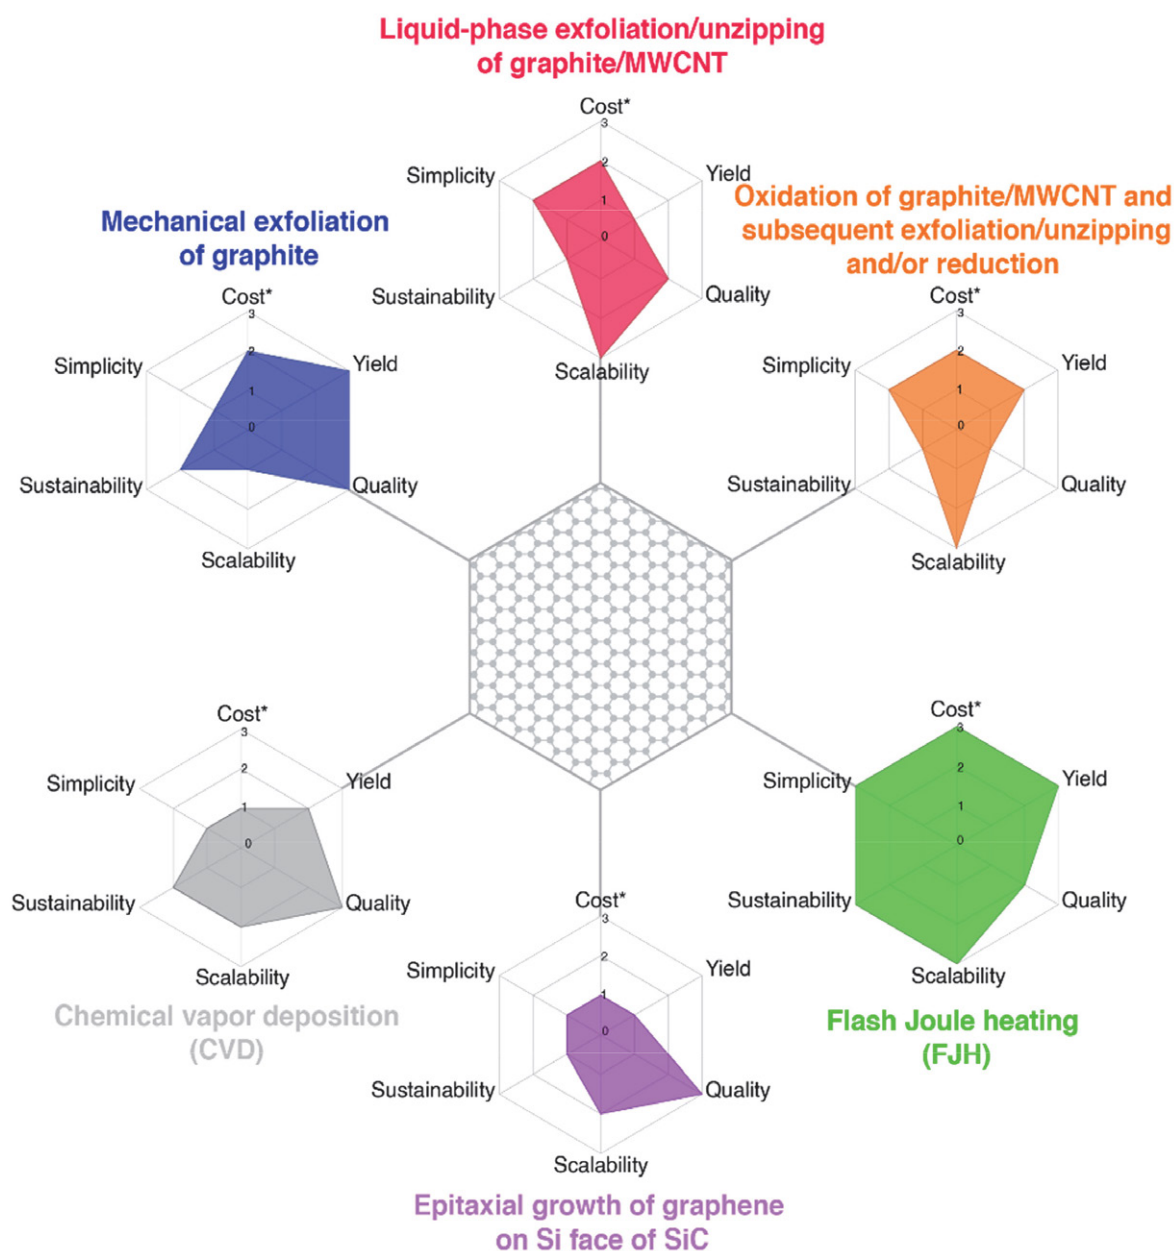 Liquid-phase exfoliation/unzipping
of graphite/MWCNT
Cost*
3
2
1
0
Yield
Quality
Scalability
Sustainability
Simplicity
Oxidation of graphite/MWCNT and
subsequent exfoliation/unzipping
and/or reduction
Cost*
3
2
1
0
Yield
Quality
Scalability
Sustainability
Simplicity
Mechanical exfoliation
of graphite
Cost*
3
2
1
0
Yield
Quality
Scalability
Sustainability
Simplicity
Cost*
3
2
1
0
Yield
Quality
Scalability
Sustainability
Simplicity
Chemical vapor deposition
(CVD)
Cost*
3
2
1
0
Yield
Quality
Scalability
Sustainability
Simplicity
Flash Joule heating
(FJH)
Cost*
3
2
1
0
Yield
Quality
Scalability
Sustainability
Simplicity
Epitaxial growth of graphene
on Si face of SiC